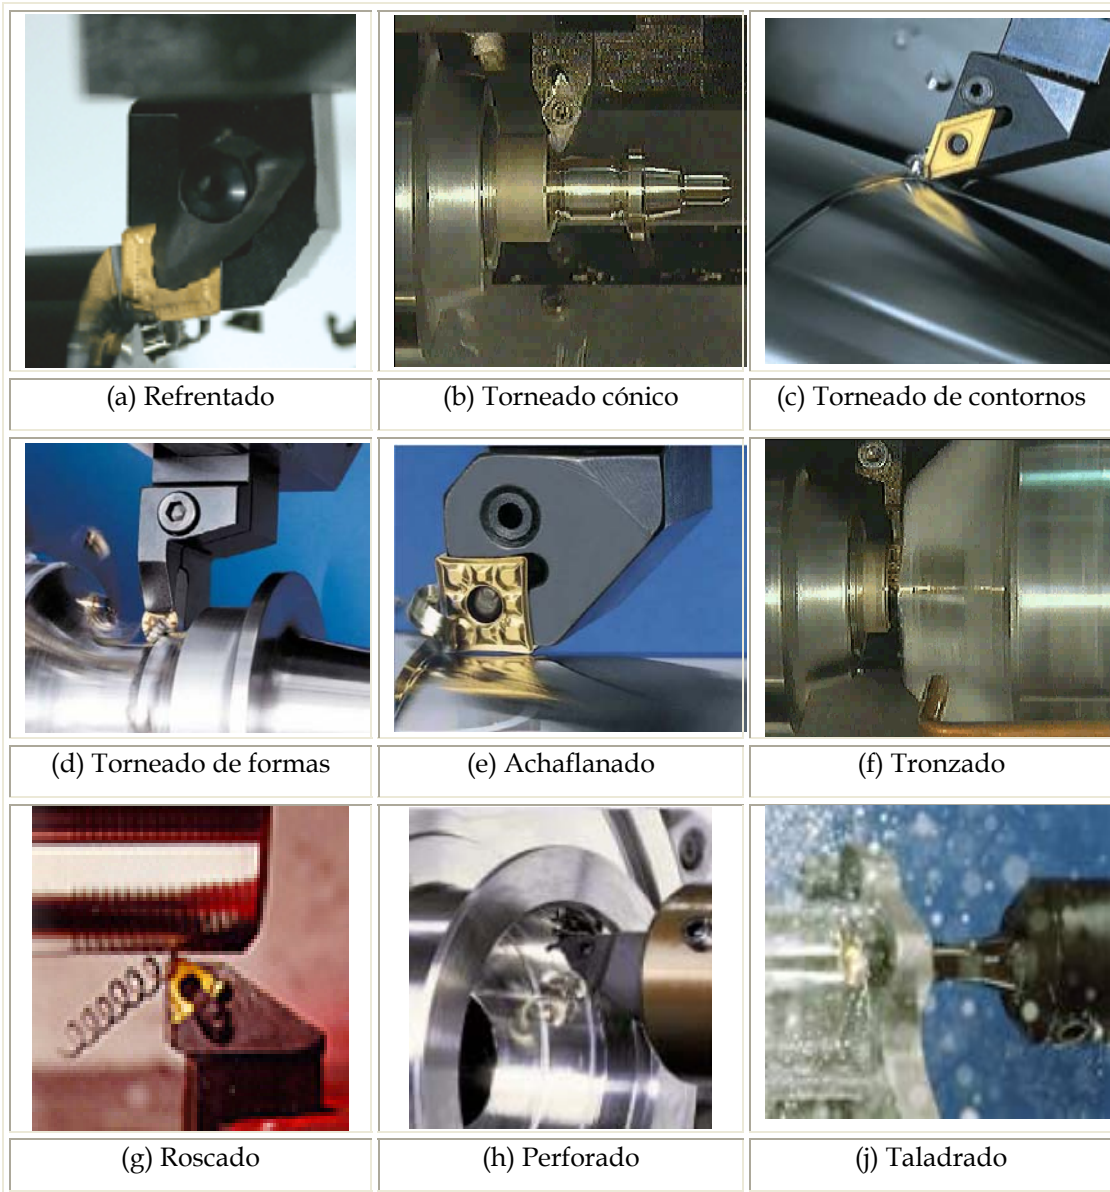 (a) Refrentado
(b) Torneado cónico
(c) Torneado de contornos
(d) Torneado de formas
(e) Achaflanado
(f) Tronzado
(g) Roscado
(h) Perforado
(j) Taladrado